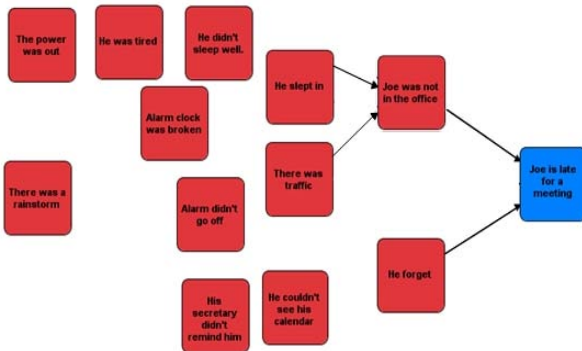 The power
was out
He was tired
He didn't
sleep well.
He slept in
Joe was not
in the office
Alarm clock
was broken
There was
traffic
Joe is late
for a
meeting
There was a
rainstorm
Alarm didn't
go off
He forget
His
secretary
didn't
remind him
He couldn't
see his
calendar